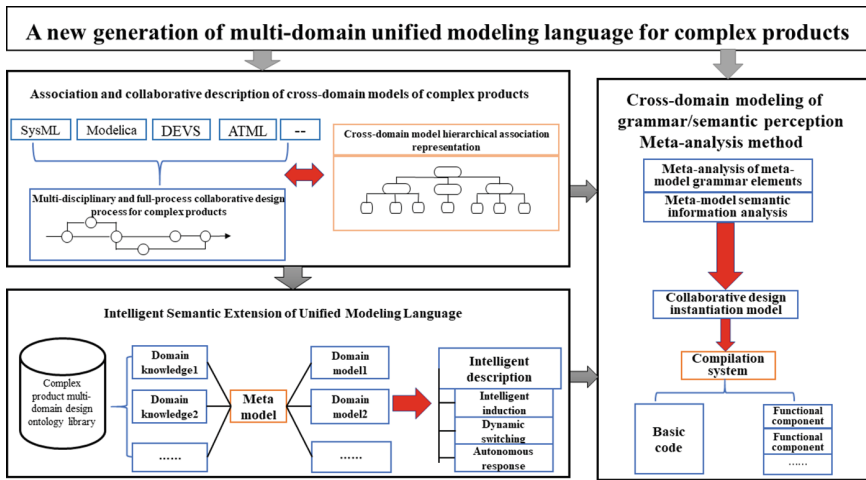 A new generation of multi-domain unified modeling language for complex products
Association and collaborative description of cross-domain models of complex products
SysML
Modelica
DEVS
ATML
--
Cross-domain model hierarchical association
representation
Multi-disciplinary and full-process collaborative design
process for complex products
Intelligent Semantic Extension of Unified Modeling Language
Complex
product multi-
domain design
ontology library
Domain
knowledge1
Domain
knowledge2
......
Meta
model
Domain
model1
Domain
model2
......
Intelligent
description
Intelligent
induction
Dynamic
switching
Autonomous
response
Cross-domain modeling of
grammar/semantic perception
Meta-analysis method
Meta-analysis of meta-
model grammar elements
Meta-model semantic
information analysis
Collaborative design
instantiation model
Compilation
system
Basic
code
Functional
component
Functional
component
......